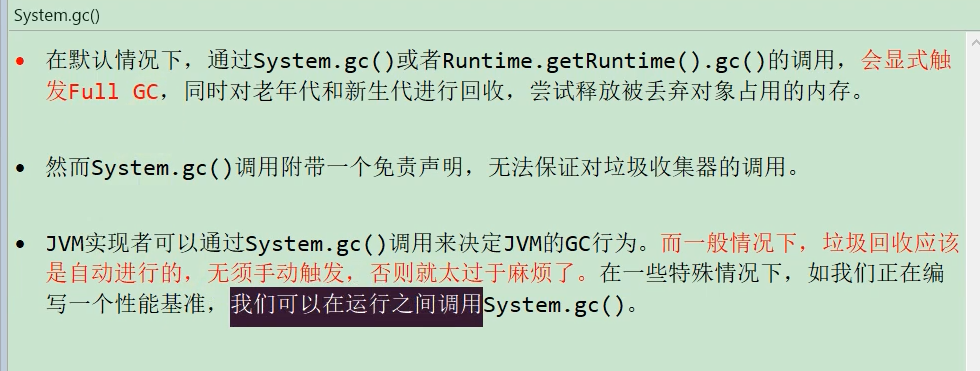 System.gc()
• 在默认情况下，通过System.gc()或者Runtime.getRuntime().gc()的调用，会显式触
发Full GC，同时对老年代和新生代进行回收，尝试释放被丢弃对象占用的内存。
• 然而System.gc()调用附带一个免责声明，无法保证对垃圾收集器的调用。
• JVM实现者可以通过System.gc()调用来决定JVM的GC行为。而一般情况下，垃圾回收应该
是自动进行的，无须手动触发，否则就太过于麻烦了。在一些特殊情况下，如我们正在编
写一个性能基准，我们可以在运行之间调用System.gc()。